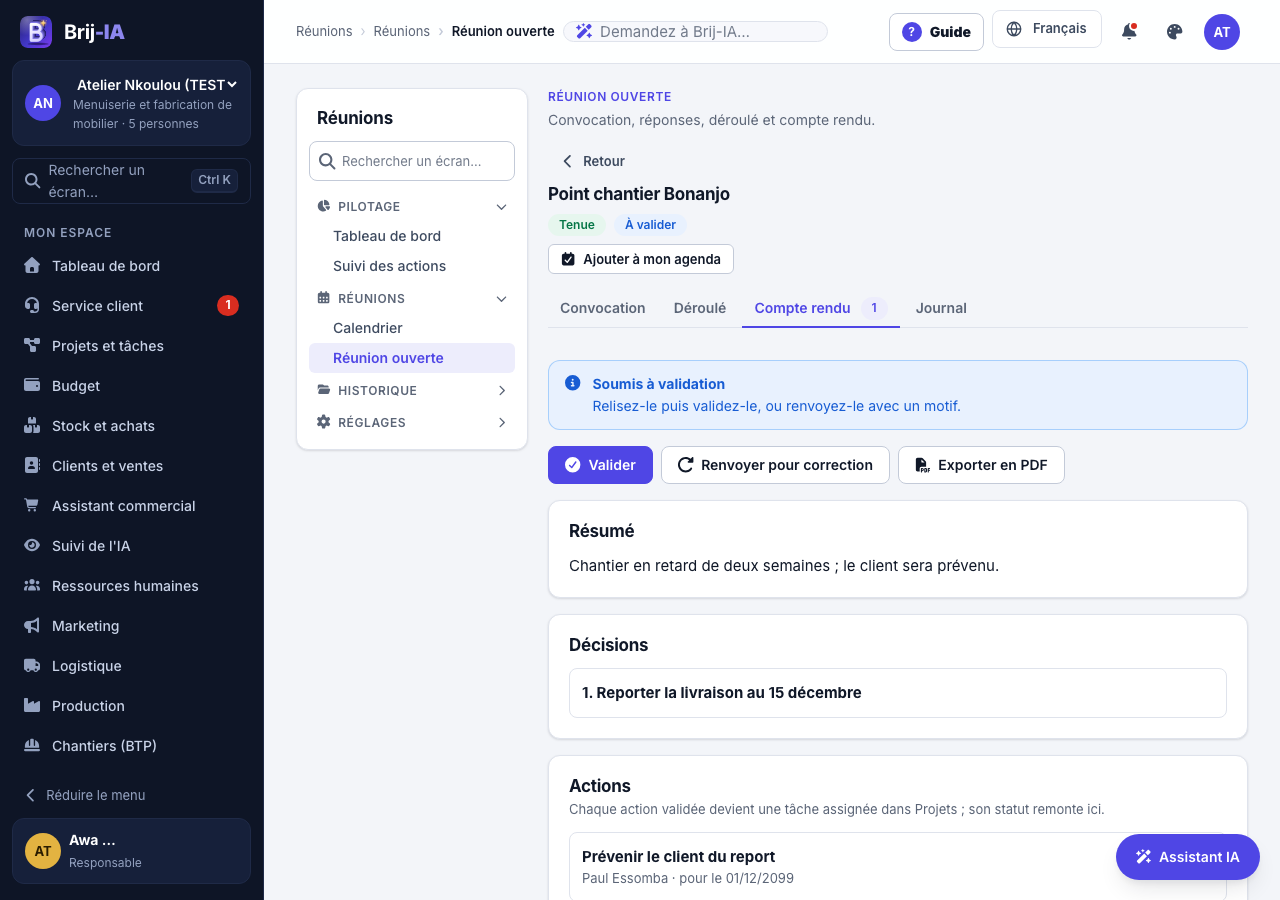 Brij-IA
AN
Atelier Nkoulou (TEST
Menuiserie et fabrication de
mobilier · 5 personnes
Rechercher un
écran...
Ctrl K
MON ESPACE
Tableau de bord
Service client
1
Projets et tâches
Budget
Stock et achats
Clients et ventes
Assistant commercial
Suivi de l'IA
Ressources humaines
Marketing
Logistique
Production
Chantiers (BTP)
Réduire le menu
AT
Awa ...
Responsable
Réunions › Réunions › Réunion ouverte
Demandez à Brij-IA...
? Guide
Français
AT
Réunions
Rechercher un écran...
PILOTAGE
Tableau de bord
Suivi des actions
RÉUNIONS
Calendrier
Réunion ouverte
HISTORIQUE
RÉGLAGES
RÉUNION OUVERTE
Convocation, réponses, déroulé et compte rendu.
Retour
Point chantier Bonanjo
Tenue
À valider
Ajouter à mon agenda
Convocation
Déroulé
Compte rendu 1
Journal
Soumis à validation
Relisez-le puis validez-le, ou renvoyez-le avec un motif.
Valider
Renvoyer pour correction
Exporter en PDF
Résumé
Chantier en retard de deux semaines ; le client sera prévenu.
Décisions
1. Reporter la livraison au 15 décembre
Actions
Chaque action validée devient une tâche assignée dans Projets ; son statut remonte ici.
Prévenir le client du report
Paul Essomba · pour le 01/12/2099
Assistant IA